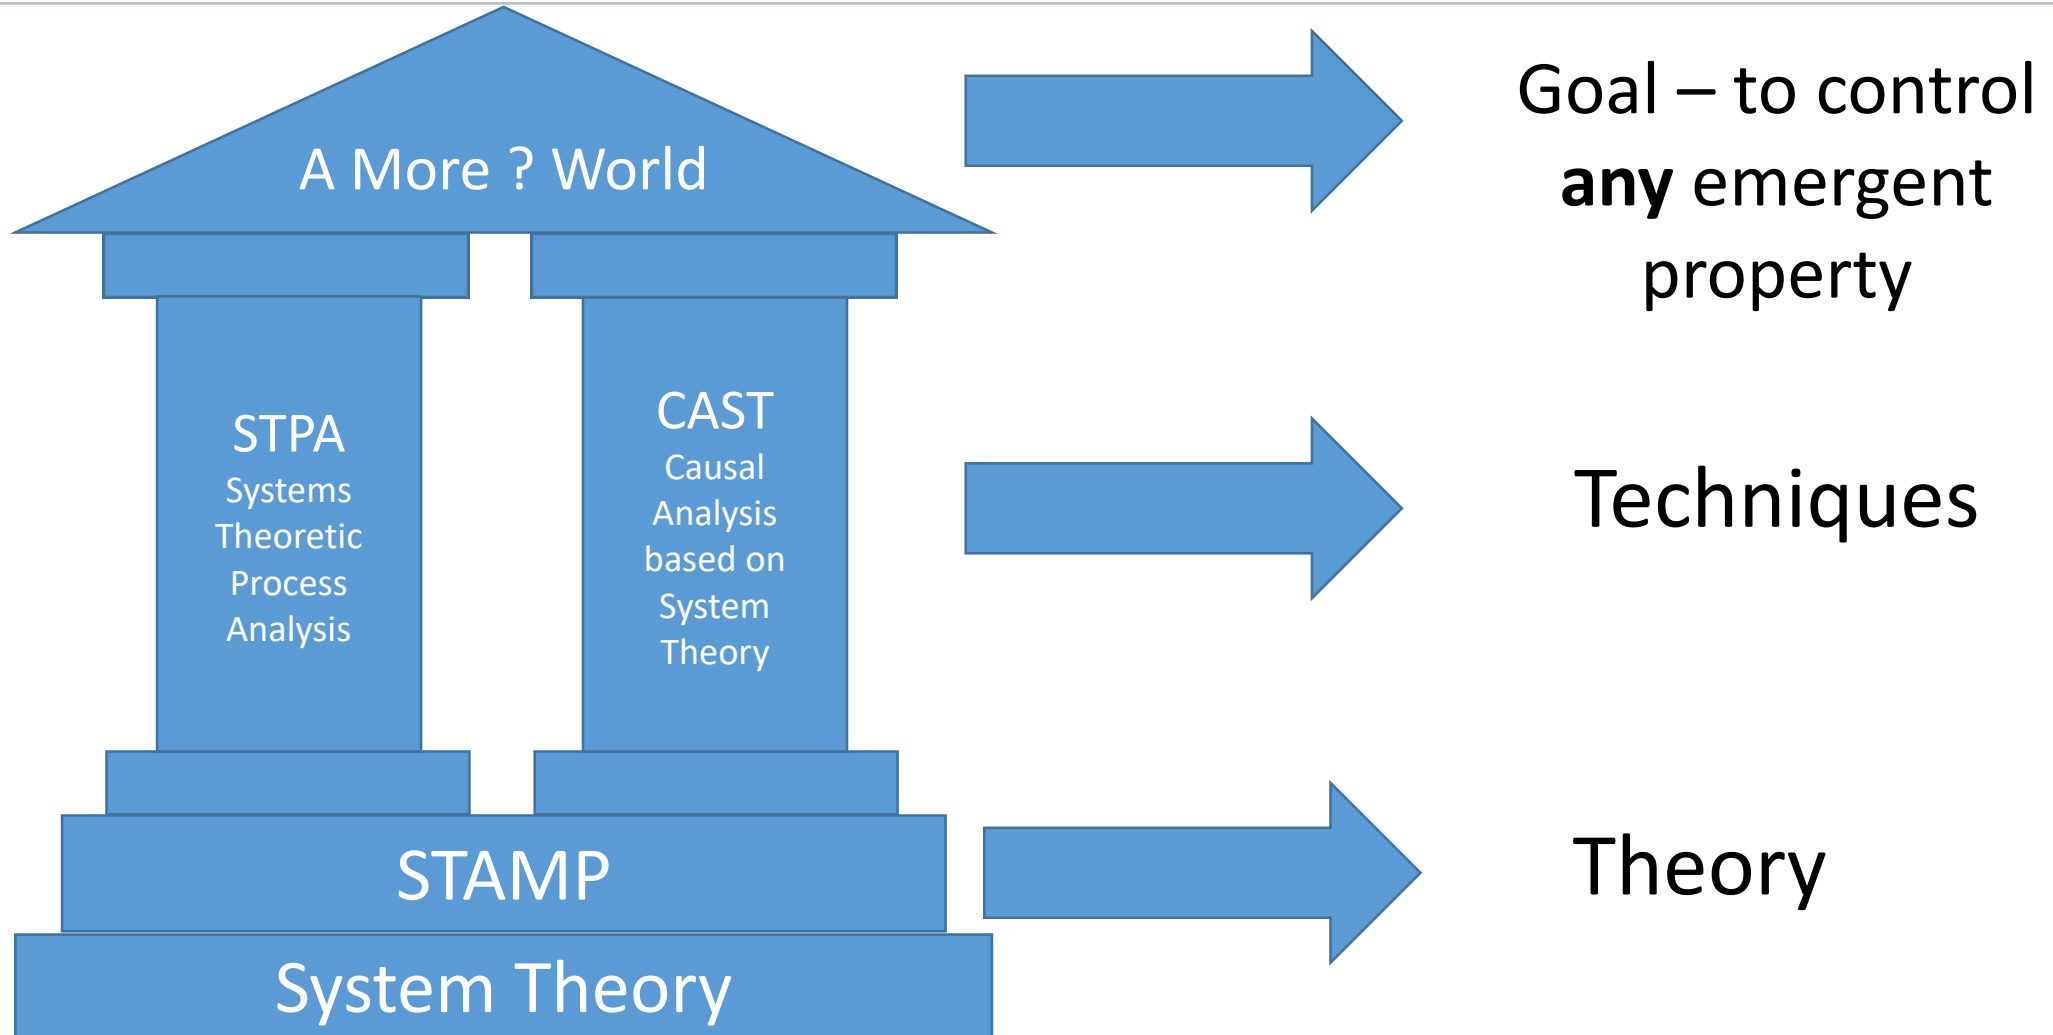 A More ? World
STPA
Systems
Theoretic
Process
Analysis
CAST
Causal
Analysis
based on
System
Theory
STAMP
System Theory
Goal – to control
any emergent
property
Techniques
Theory